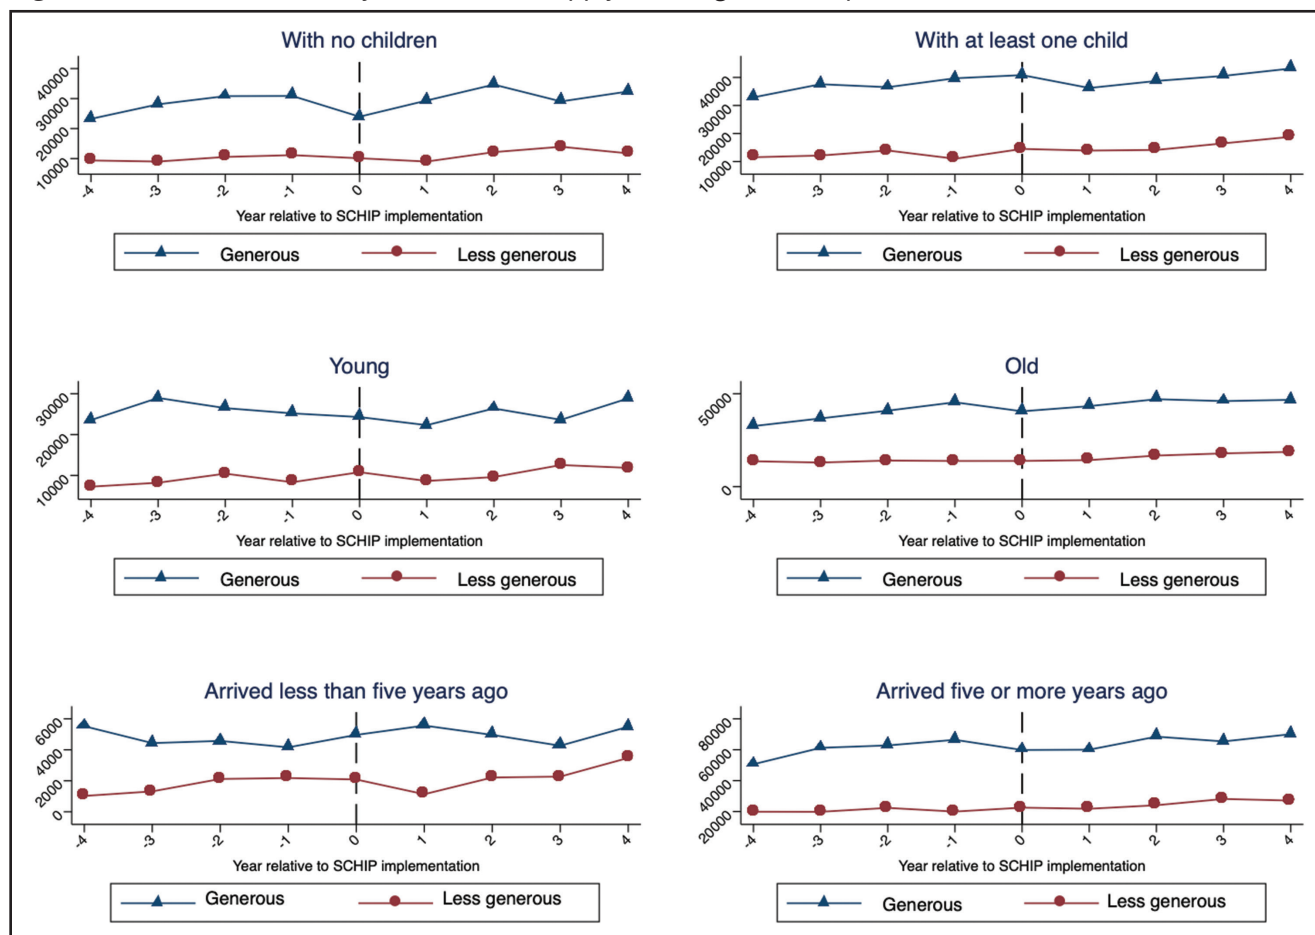 With no children
40000
30000
20000
10000
-4 -3 -2 -1 0 1 2 3 4
Year relative to SCHIP implementation
Generous Less generous
With at least one child
40000
30000
20000
10000
-4 -3 -2 -1 0 1 2 3 4
Year relative to SCHIP implementation
Generous Less generous
Young
30000
20000
10000
-4 -3 -2 -1 0 1 2 3 4
Year relative to SCHIP implementation
Generous Less generous
Old
50000
0
-4 -3 -2 -1 0 1 2 3 4
Year relative to SCHIP implementation
Generous Less generous
Arrived less than five years ago
6000
4000
2000
0
-4 -3 -2 -1 0 1 2 3 4
Year relative to SCHIP implementation
Generous Less generous
Arrived five or more years ago
80000
60000
40000
20000
-4 -3 -2 -1 0 1 2 3 4
Year relative to SCHIP implementation
Generous Less generous